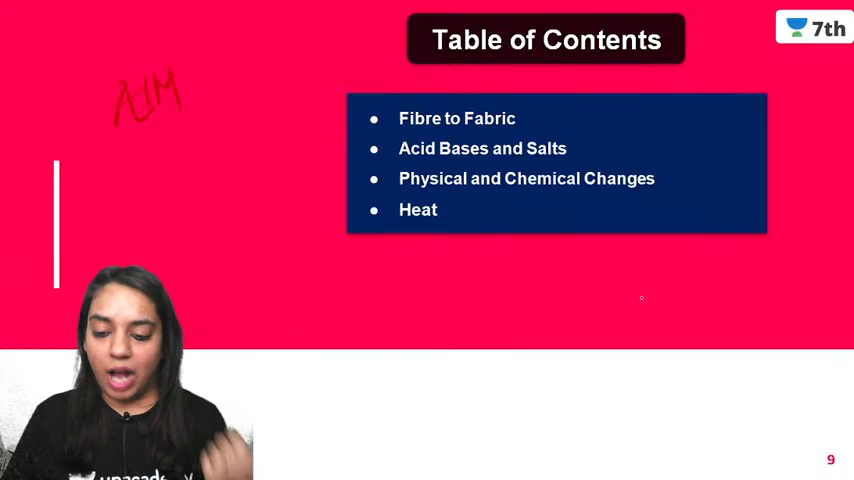 Table of Contents
7th
AIM
● Fibre to Fabric
● Acid Bases and Salts
● Physical and Chemical Changes
● Heat
9